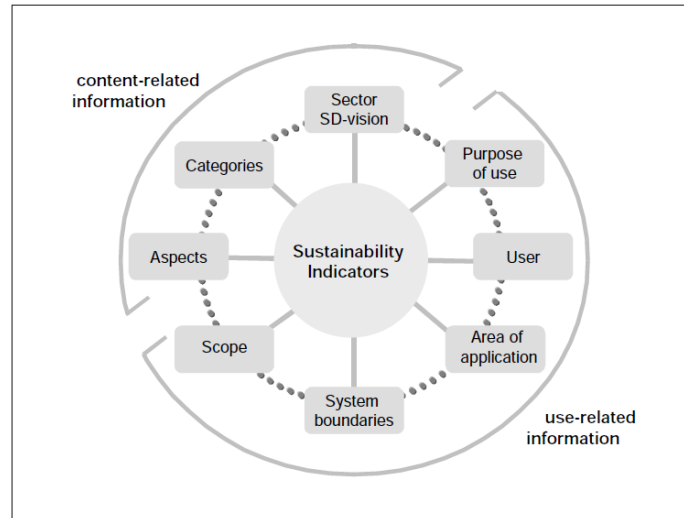 content-related
information
Sector
SD-vision
Purpose
of use
Categories
Aspects
Sustainability
Indicators
User
Scope
Area of
application
System
boundaries
use-related
information